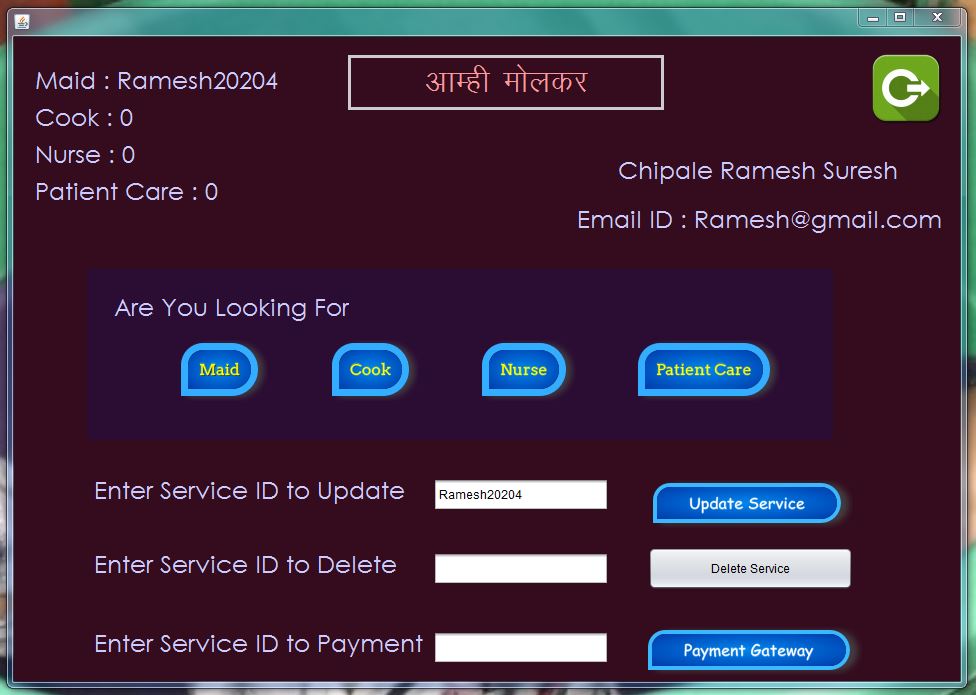 Maid : Ramesh20204
आम्ही मोलकर
Cook : 0
Nurse : 0
Patient Care : 0
Chipale Ramesh Suresh
Email ID : Ramesh@gmail.com
Are You Looking For
Maid Cook Nurse Patient Care
Enter Service ID to Update Ramesh20204 Update Service
Enter Service ID to Delete Delete Service
Enter Service ID to Payment Payment Gateway